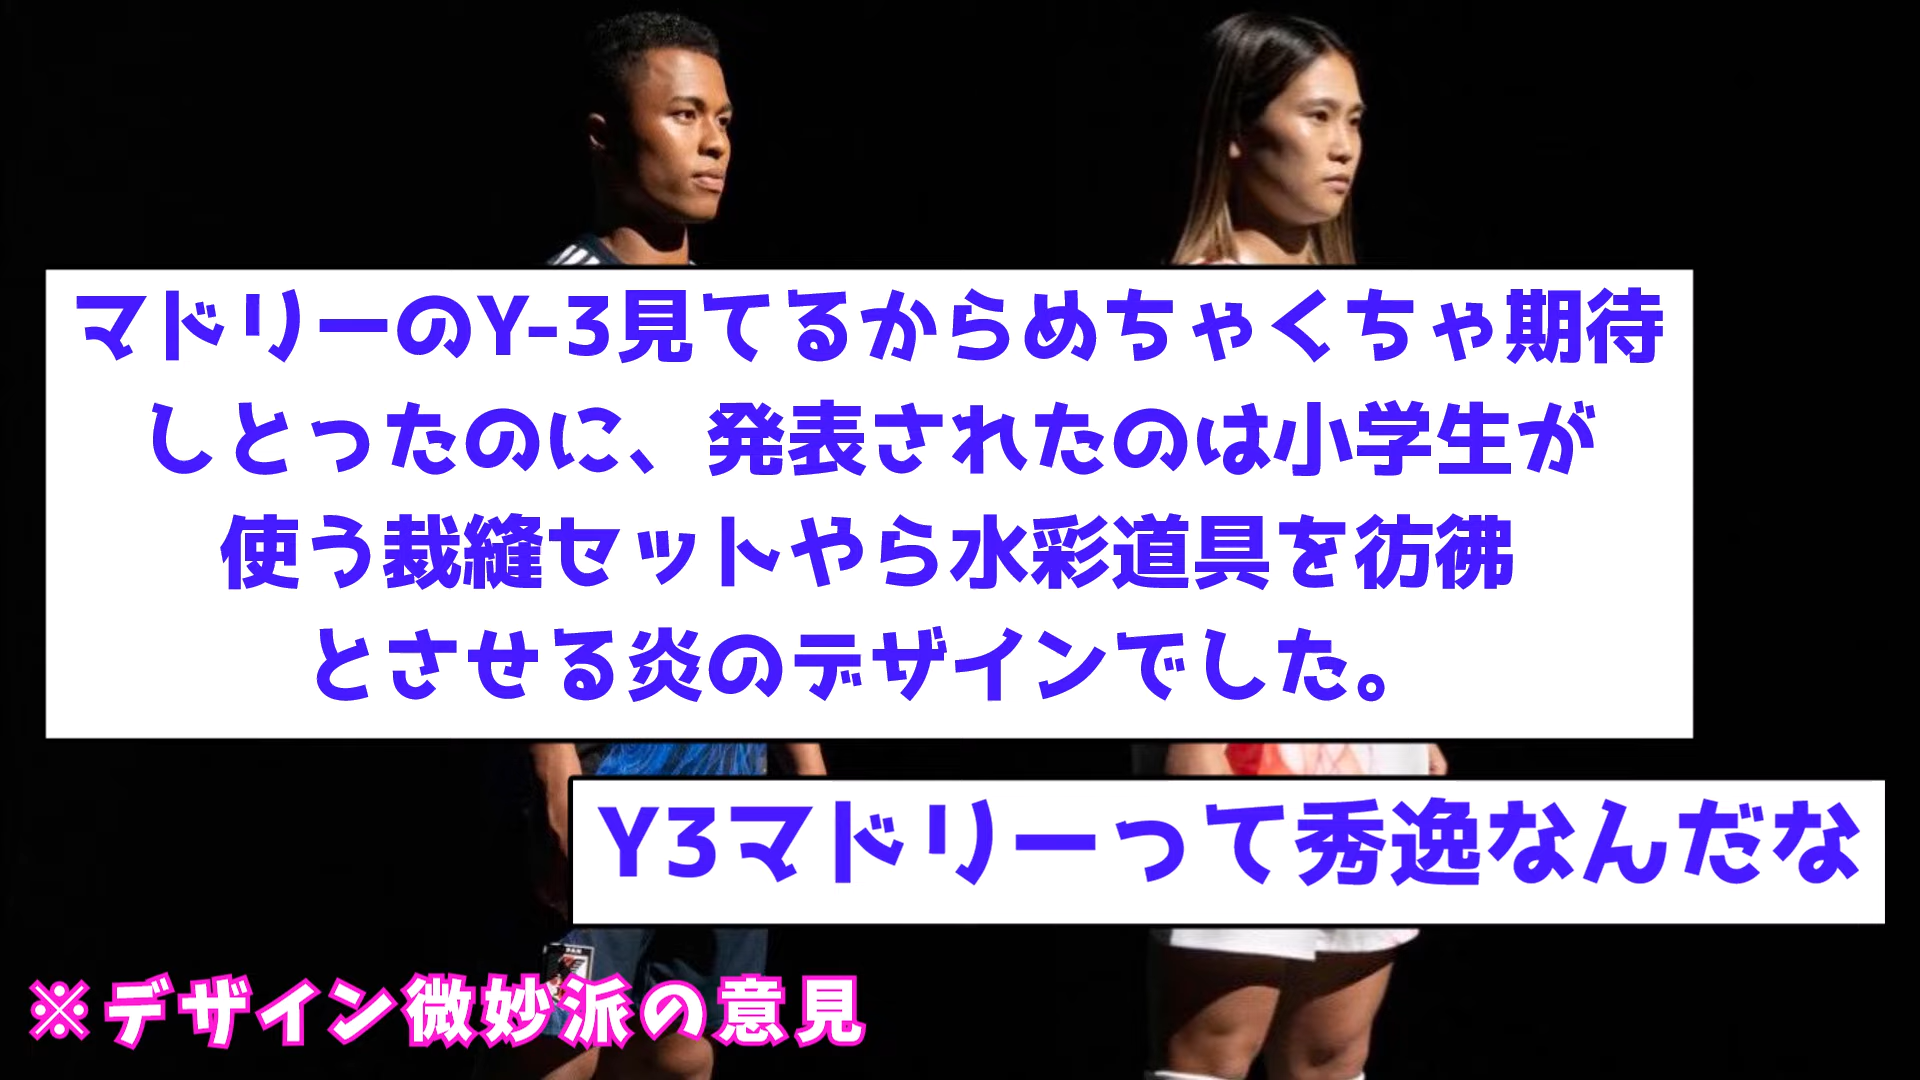 マドリーのY-3見てるからめちゃくちゃ期待
しとったのに、発表されたのは小学生が
使う裁縫セットやら水彩道具を彷彿
とさせる炎のデザインでした。
Y3マドリーって秀逸なんだな
※デザイン微妙派の意見